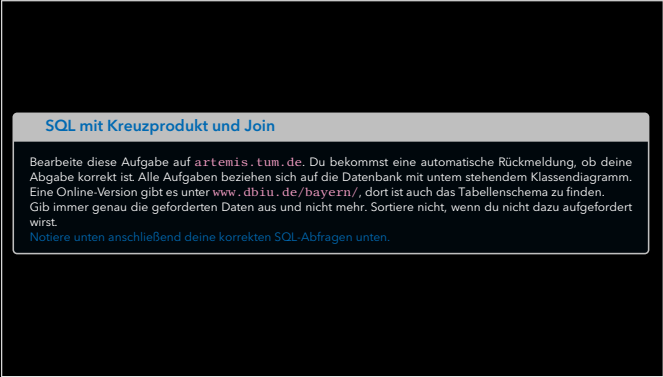 SQL mit Kreuzprodukt und Join
Bearbeite diese Aufgabe auf artemis.tum.de. Du bekommst eine automatische Rückmeldung, ob deine
Abgabe korrekt ist. Alle Aufgaben beziehen sich auf die Datenbank mit untem stehendem Klassendiagramm.
Eine Online-Version gibt es unter www.dbiu.de/bayern/, dort ist auch das Tabellenschema zu finden.
Gib immer genau die geforderten Daten aus und nicht mehr. Sortiere nicht, wenn du nicht dazu aufgefordert
wirst.
Notiere unten anschließend deine korrekten SQL-Abfragen unten.